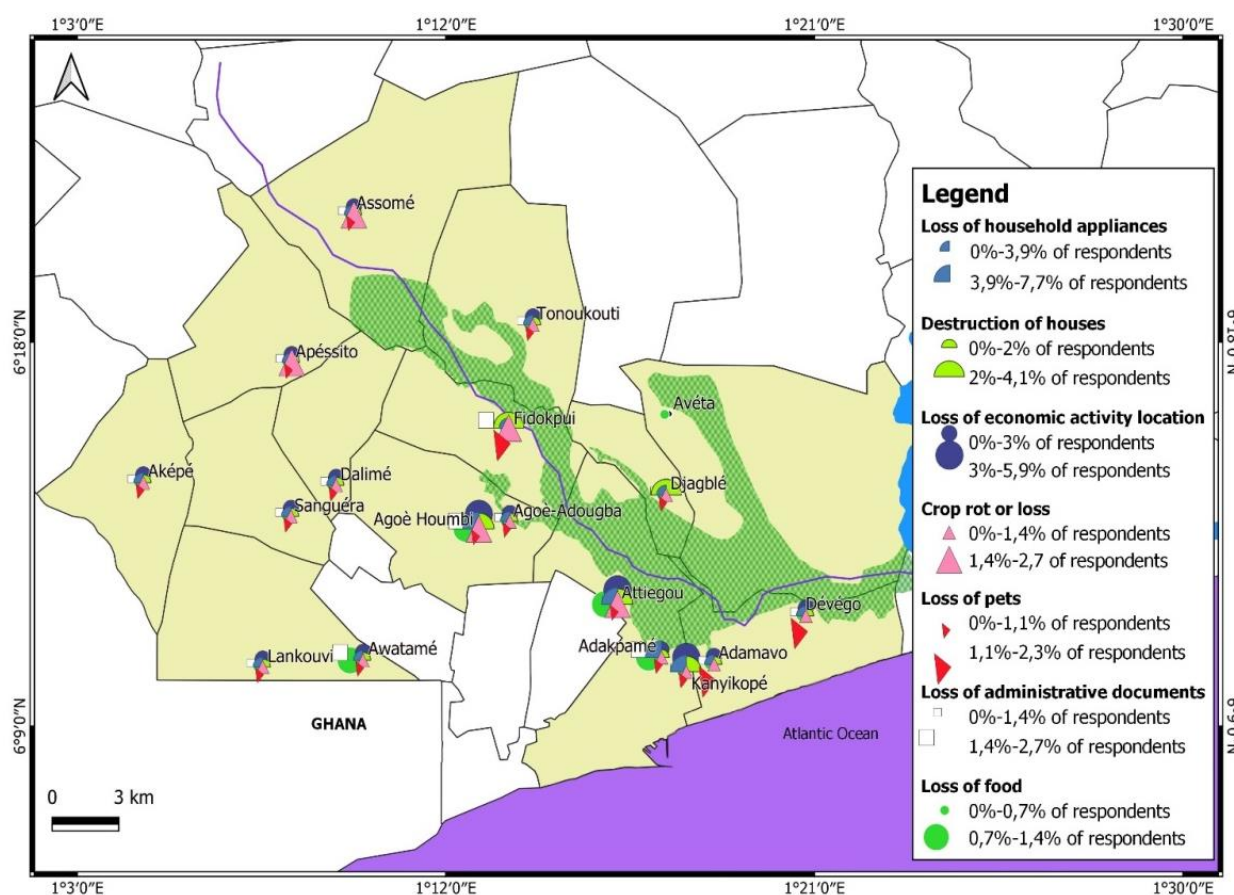 1°3′0″E 1°12′0″E 1°21′0″E 1°30′0″E
6°18′0″N
6°9′0″N
6°18′0″N
6°9′0″N
Assomé
Tonoukouti
Apéssito
Avéta
Fidokpui
Aképé
Dalimé
Djagblé
Sanguéra
Agoè Houmbi
Agoè-Adougba
Attiegou
Dévégo
Adakpamé
Adamavo
Lankouvi
Awatamé
Kanyikopé
GHANA
Atlantic Ocean
0 3 km
Legend
Loss of household appliances
0%-3,9% of respondents
3,9%-7,7% of respondents
Destruction of houses
0%-2% of respondents
2%-4,1% of respondents
Loss of economic activity location
0%-3% of respondents
3%-5,9% of respondents
Crop rot or loss
0%-1,4% of respondents
1,4%-2,7 of respondents
Loss of pets
0%-1,1% of respondents
1,1%-2,3% of respondents
Loss of administrative documents
0%-1,4% of respondents
1,4%-2,7% of respondents
Loss of food
0%-0,7% of respondents
0,7%-1,4% of respondents
1°3′0″E 1°12′0″E 1°21′0″E 1°30′0″E